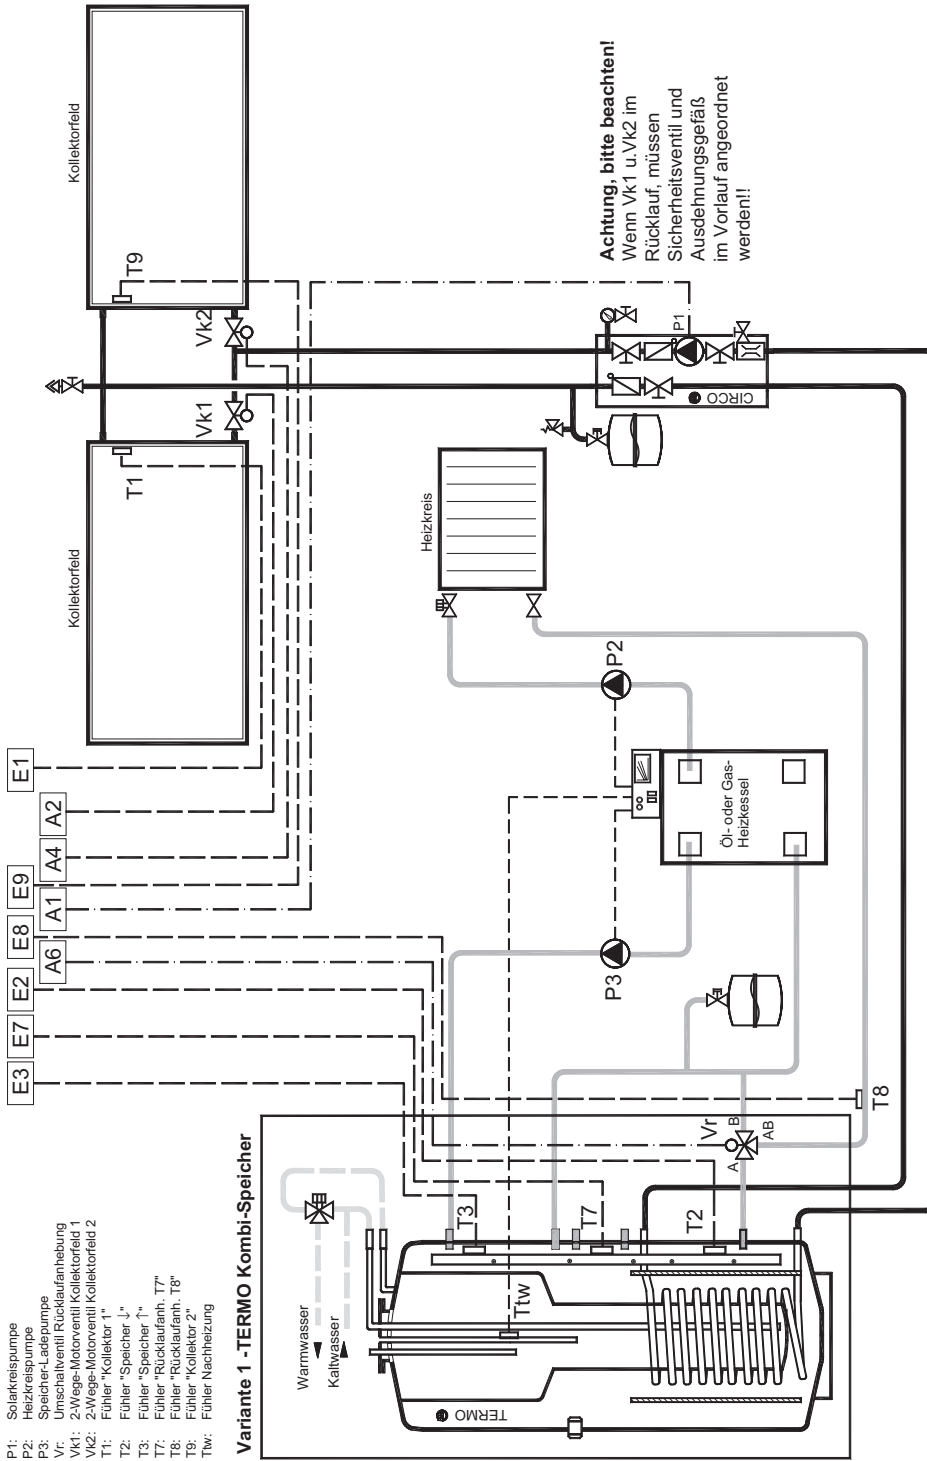 P1: Solarkreispumpe
P2: Heizkreispumpe
P3: Speicher-Ladepumpe
Vr: Umschaltventil Rücklaufanhebung
Vk1: 2-Wege-Motorventil Kollektorfeld 1
Vk2: 2-Wege-Motorventil Kollektorfeld 2
T1: Fühler "Kollektor 1"
T2: Fühler "Speicher ↓"
T3: Fühler "Speicher ↑"
T7: Fühler "Rücklaufanh. T7"
T8: Fühler "Rücklaufanh. T8"
T9: Fühler "Kollektor 2"
Ttw: Fühler Nachheizung
E3
E7
E2
A6
E8
A1
E9
A4
A2
E1
Kollektorfeld
T1
Vk1
Kollektorfeld
T9
Vk2
Achtung, bitte beachten!
Wenn Vk1 u.Vk2 im
Rücklauf, müssen
Sicherheitsventil und
Ausdehnungsgefäß
im Vorlauf angeordnet
werden!!
P1
CIRCO
Heizkreis
P2
P3
Öl- oder Gas-
Heizkessel
T8
Variante 1 -TERMO Kombi-Speicher
Warmwasser
Kaltwasser
TERMO
Ttw
T3
T7
T2
Vr
A
B
AB